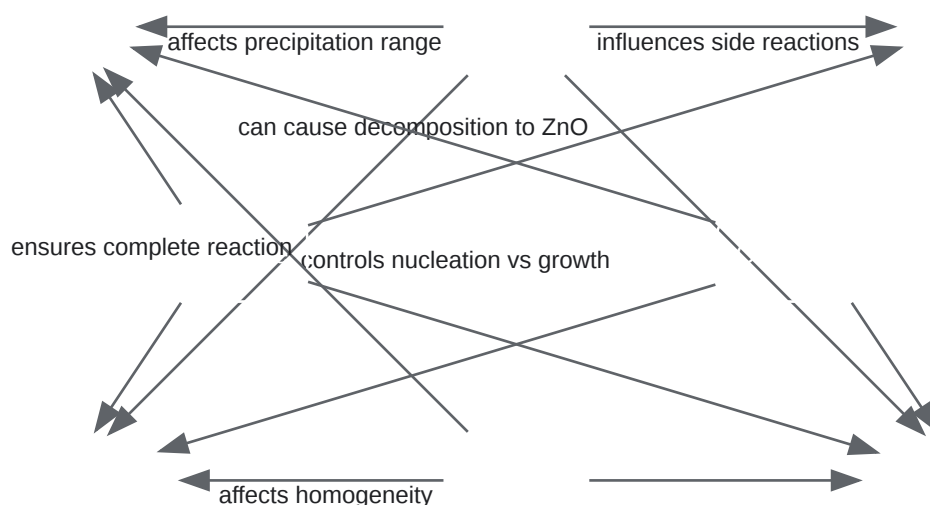 affects precipitation range
influences side reactions
can cause decomposition to ZnO
ensures complete reaction
controls nucleation vs growth
affects homogeneity